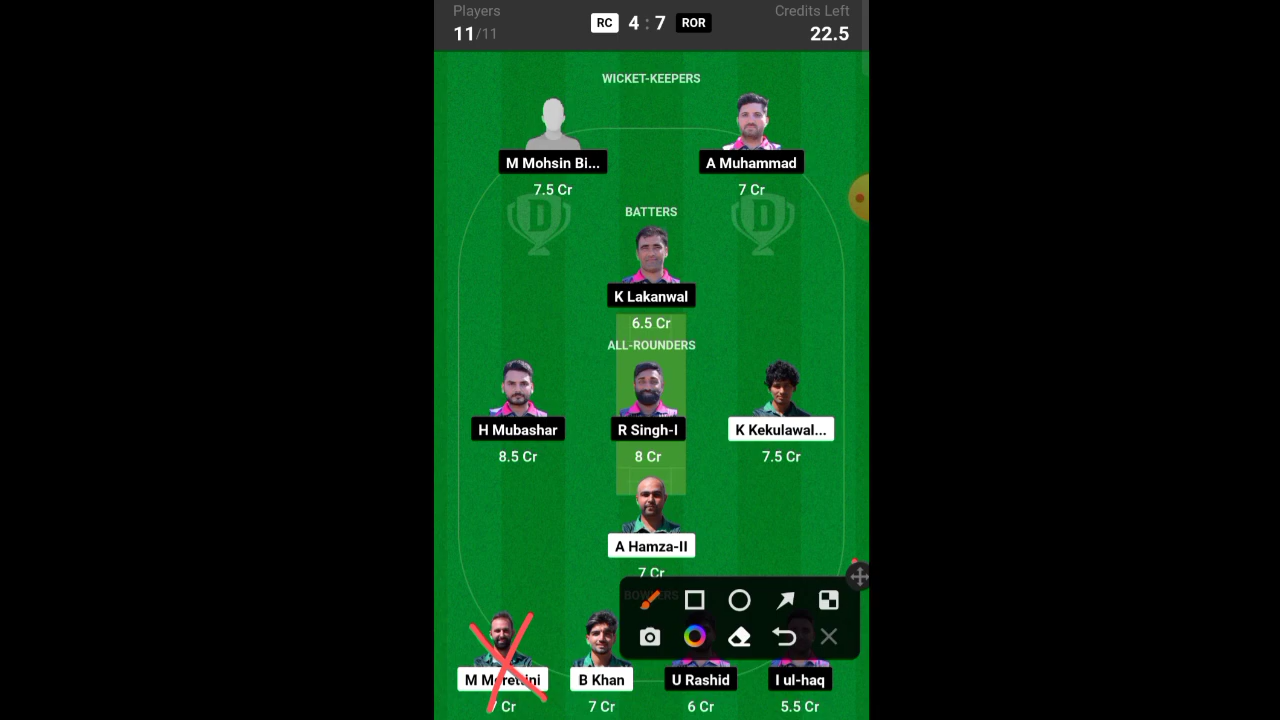 Players
Credits Left
11/11
RC 4 : 7 ROR
22.5
WICKET-KEEPERS
M Mohsin Bi...
A Muhammad
7.5 Cr
7 Cr
D
D
BATTERS
K Lakanwal
6.5 Cr
ALL-ROUNDERS
H Mubashar
R Singh-I
K Kekulawal...
8.5 Cr
8 Cr
7.5 Cr
A Hamza-II
7 Cr
BOWLERS
M Morettini
B Khan
U Rashid
I ul-haq
7 Cr
7 Cr
6 Cr
5.5 Cr